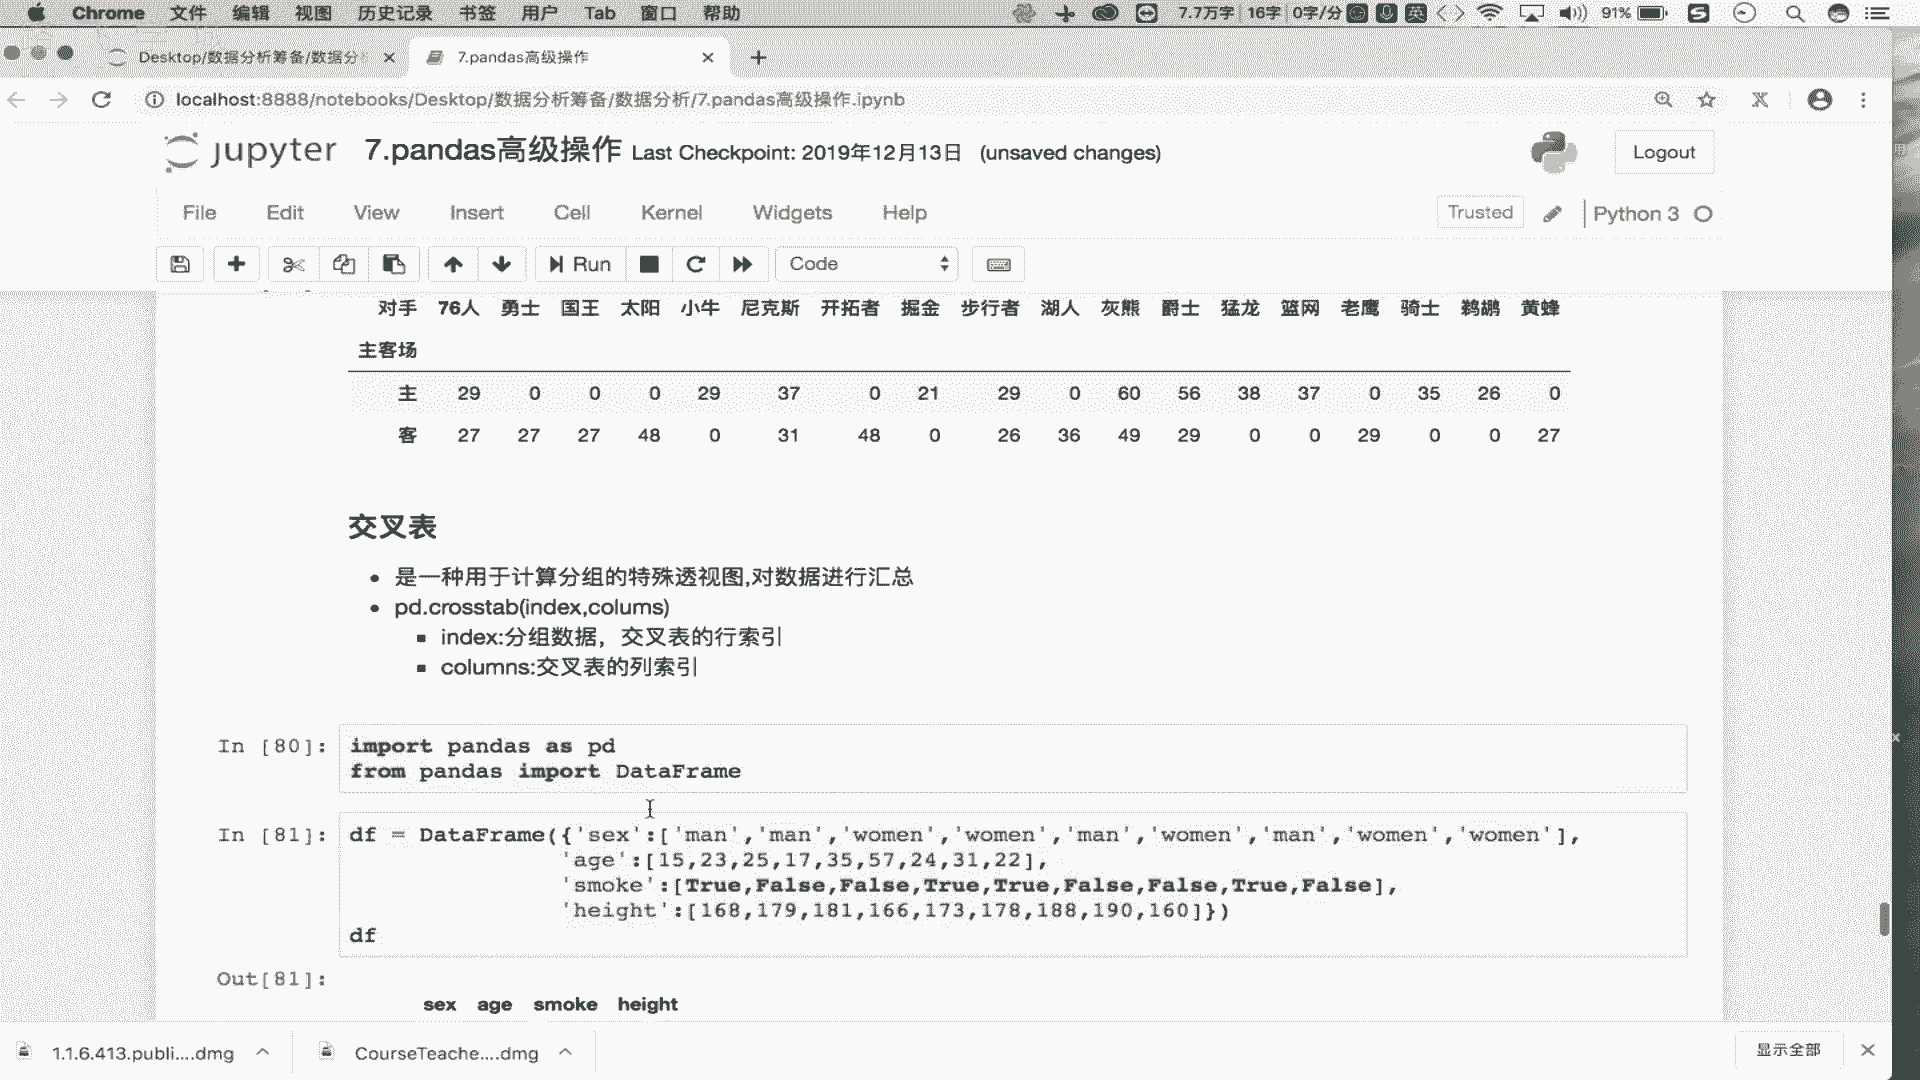 Chrome 文件 编辑 视图 历史记录 书签 用户 Tab 窗口 帮助 7.7万字 16字 0字/分 英 91%
Desktop/数据分析筹备/数据分 7.pandas高级操作
localhost:8888/notebooks/Desktop/数据分析筹备/数据分析/7.pandas高级操作.ipynb
jupyter 7.pandas高级操作 Last Checkpoint: 2019年12月13日 (unsaved changes) Logout
File Edit View Insert Cell Kernel Widgets Help Trusted Python 3
Run Code
对手 76人 勇士 国王 太阳 小牛 尼克斯 开拓者 掘金 步行者 湖人 灰熊 爵士 猛龙 篮网 老鹰 骑士 鹈鹕 黄蜂
主客场
主 29 0 0 0 29 37 0 21 29 0 60 56 38 37 0 35 26 0
客 27 27 27 48 0 31 48 0 26 36 49 29 0 0 29 0 0 27
交叉表
是一种用于计算分组的特殊透视图,对数据进行汇总
pd.crosstab(index,colums)
index:分组数据，交叉表的行索引
columns:交叉表的列索引
In [80]: import pandas as pd
from pandas import DataFrame
In [81]: df = DataFrame({'sex':['man','man','women','women','man','women','man','women','women'],
'age':[15,23,25,17,35,57,24,31,22],
'smoke':[True,False,False,True,True,False,False,True,False],
'height':[168,179,181,166,173,178,188,190,160]})
df
Out[81]:
sex age smoke height
1.1.6.413.publi....dmg CourseTeache....dmg 显示全部